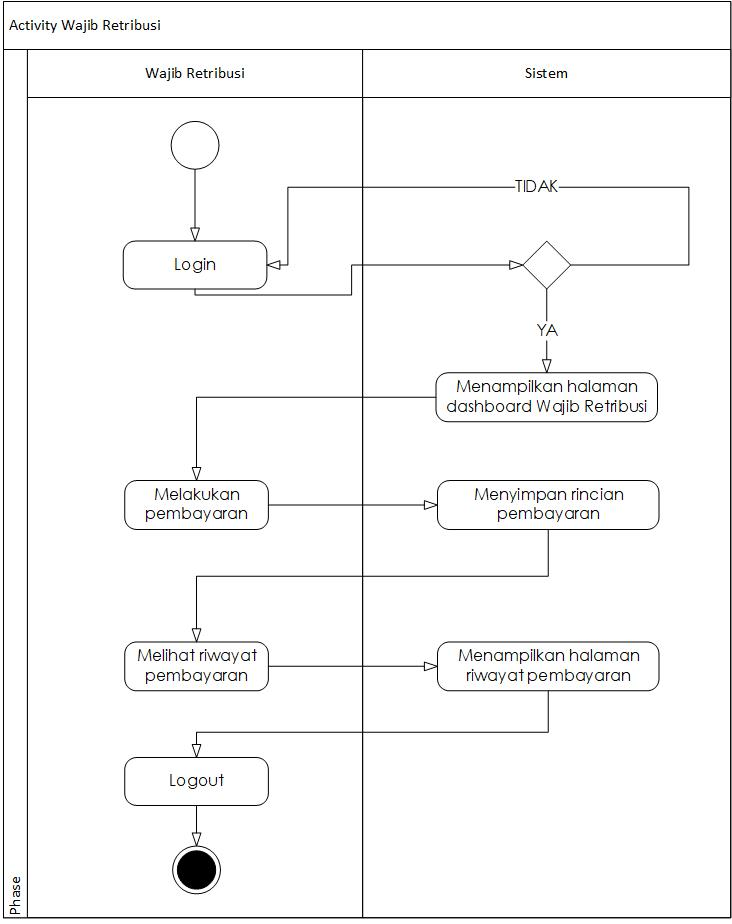 Activity Wajib Retribusi
Wajib Retribusi
Sistem
TIDAK
Login
YA
Menampilkan halaman
dashboard Wajib Retribusi
Melakukan
pembayaran
Menyimpan rincian
pembayaran
Melihat riwayat
pembayaran
Menampilkan halaman
riwayat pembayaran
Logout
Phase